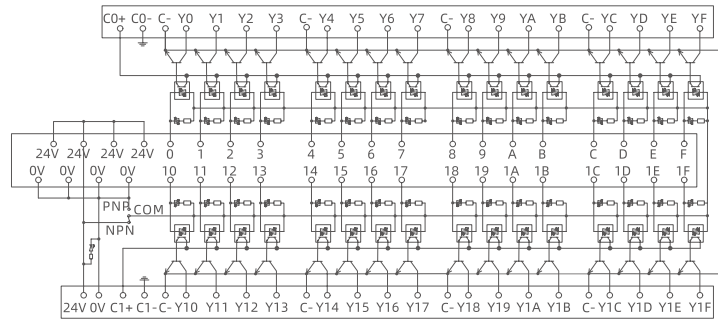 C0+ C0- C- Y0 Y1 Y2 Y3 C- Y4 Y5 Y6 Y7 C- Y8 Y9 YA YB C- YC YD YE YF
24V 24V 24V 24V 0 1 2 3 4 5 6 7 8 9 A B C D E F
0V 0V 0V 0V 10 11 12 13 14 15 16 17 18 19 1A 1B 1C 1D 1E 1F
PNP
COM
NPN
24V 0V C1+ C1- C- Y10 Y11 Y12 Y13 C- Y14 Y15 Y16 Y17 C- Y18 Y19 Y1A Y1B C- Y1C Y1D Y1E Y1F